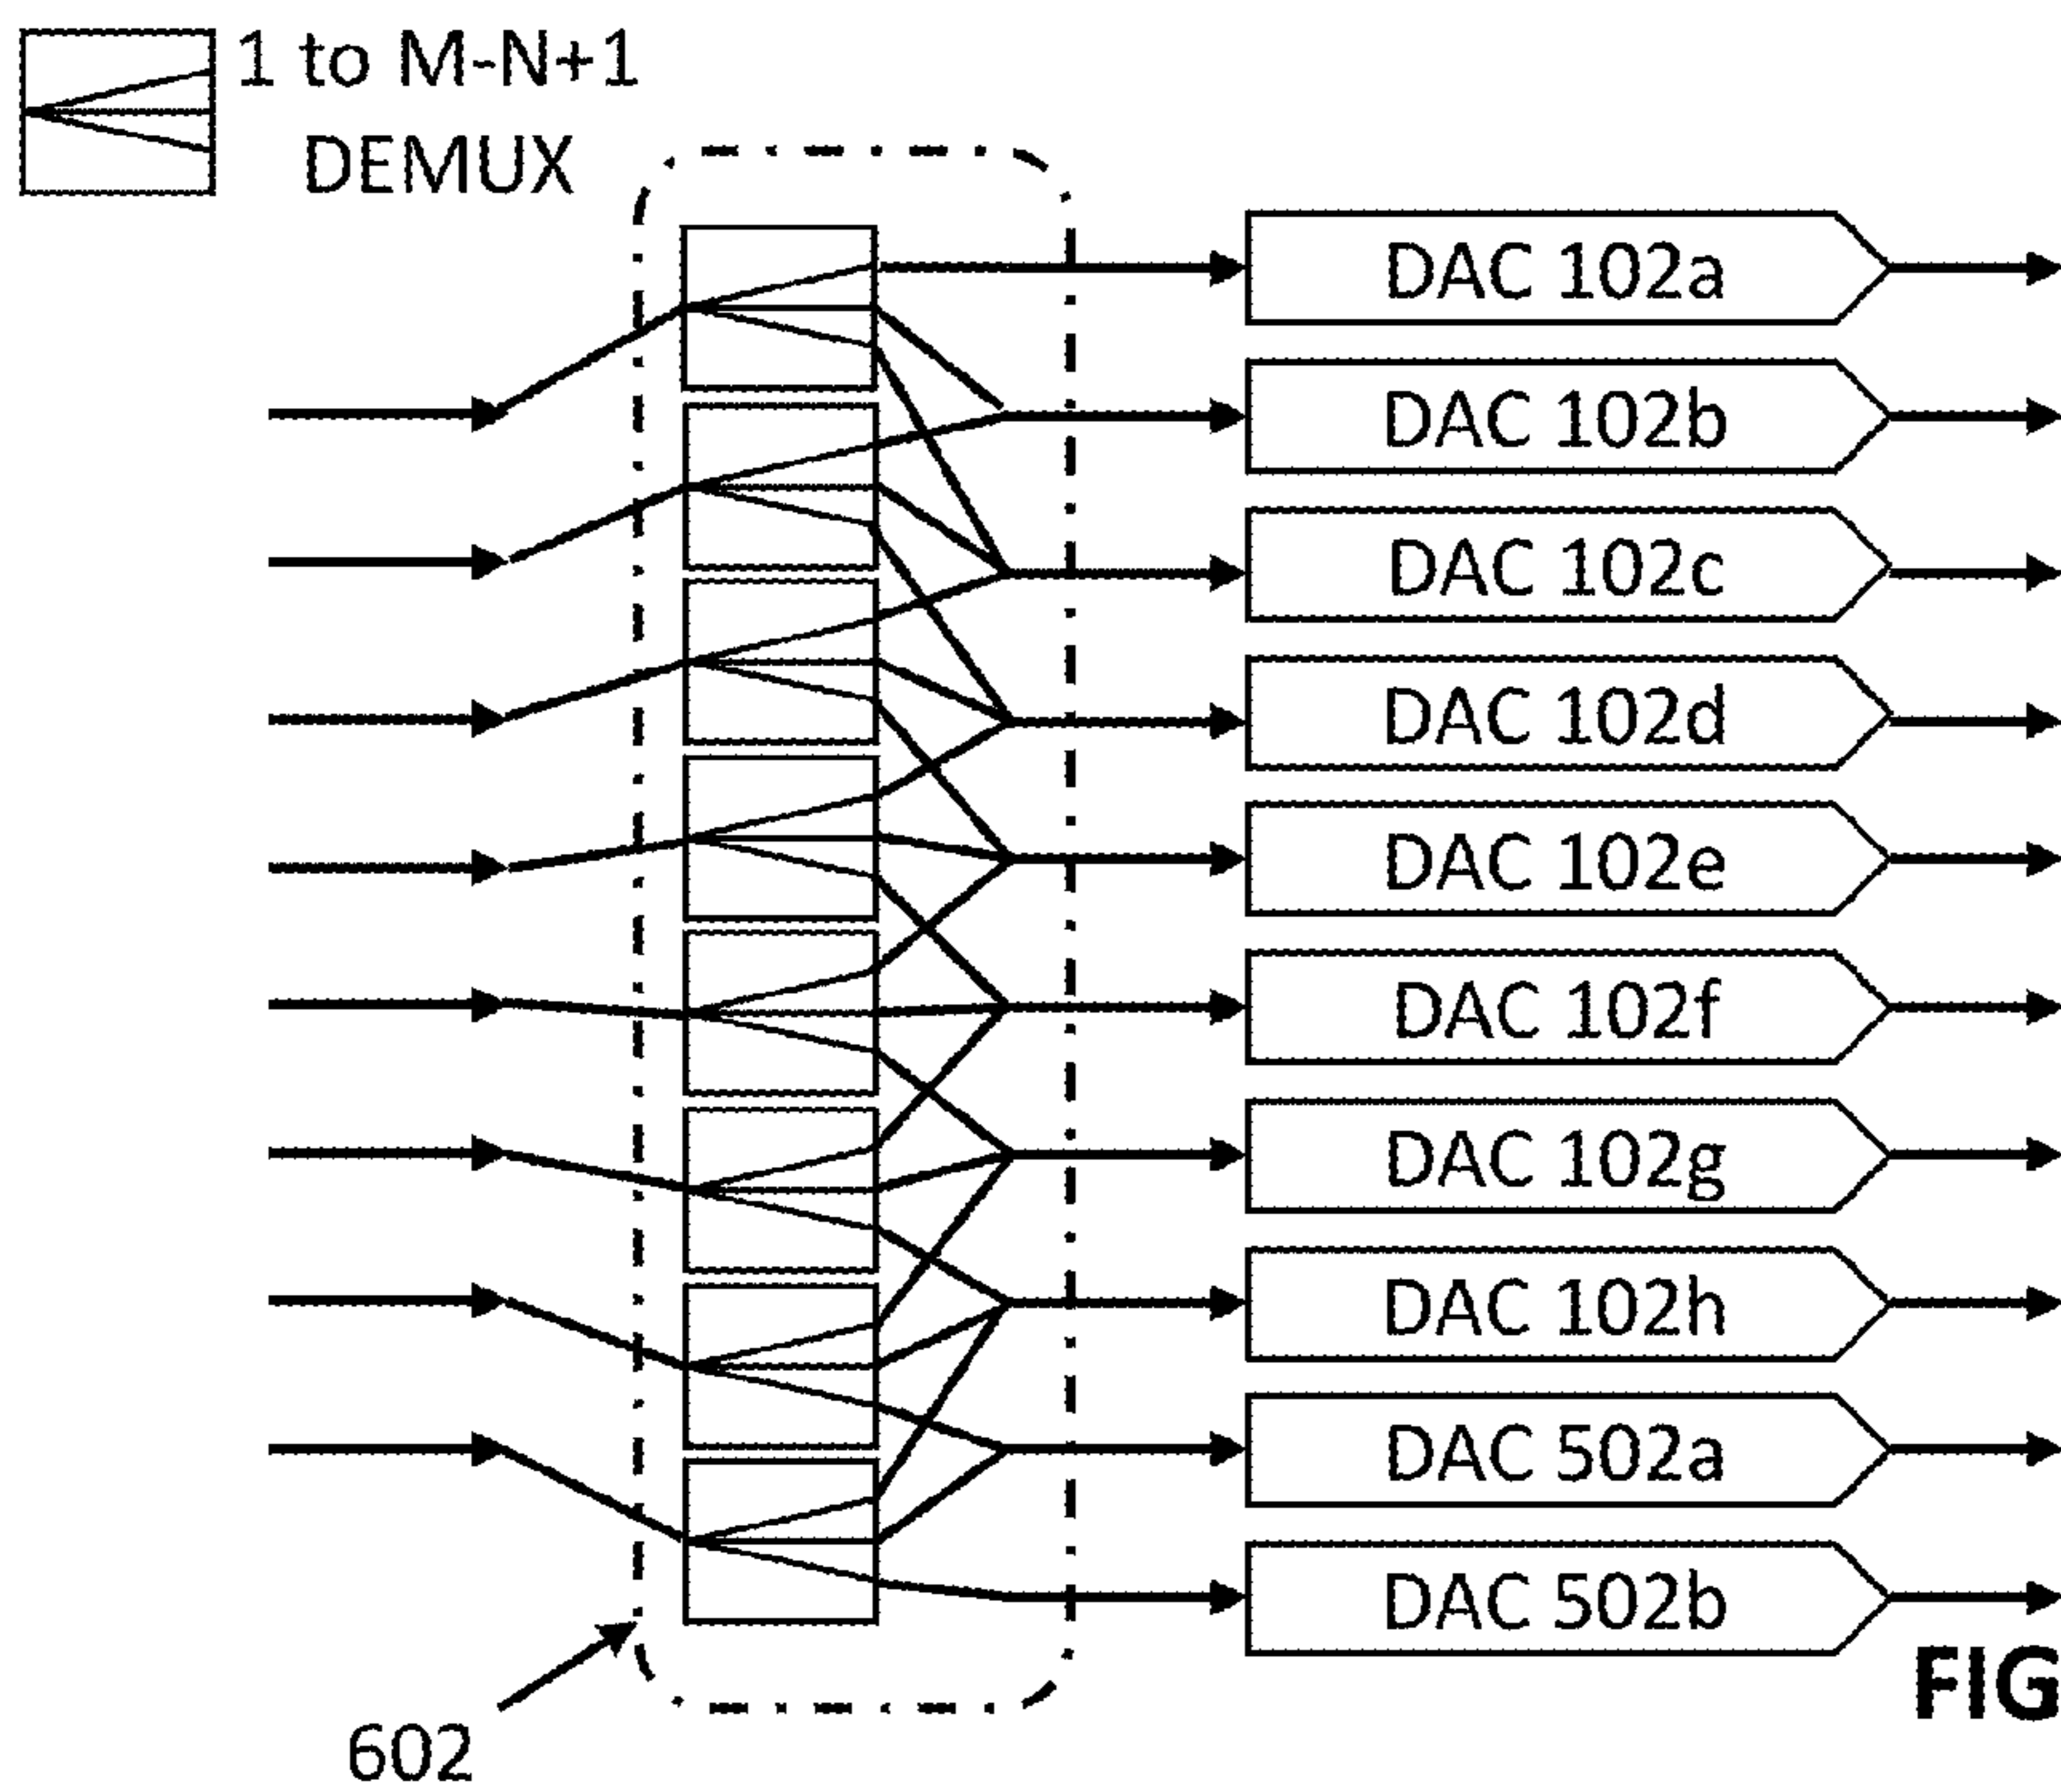 1 to M-N+1
DEMUX
DAC 102a
DAC 102b
DAC 102c
DAC 102d
DAC 102e
DAC 102f
DAC 102g
DAC 102h
DAC 502a
DAC 502b
FIG
602